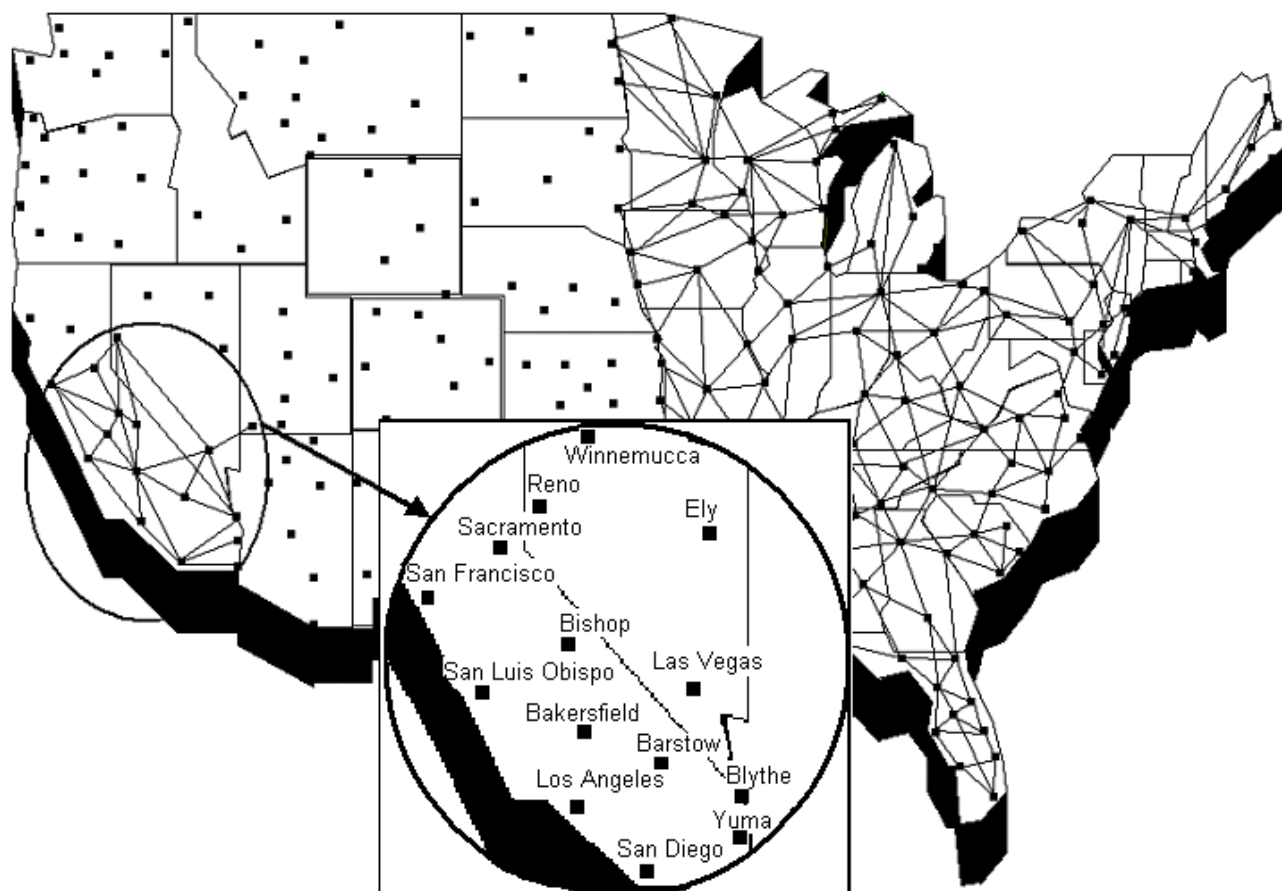 Winnemucca
Reno
Ely
Sacramento
San Francisco
Bishop
Las Vegas
San Luis Obispo
Bakersfield
Barstow
Los Angeles
Blythe
Yuma
San Diego